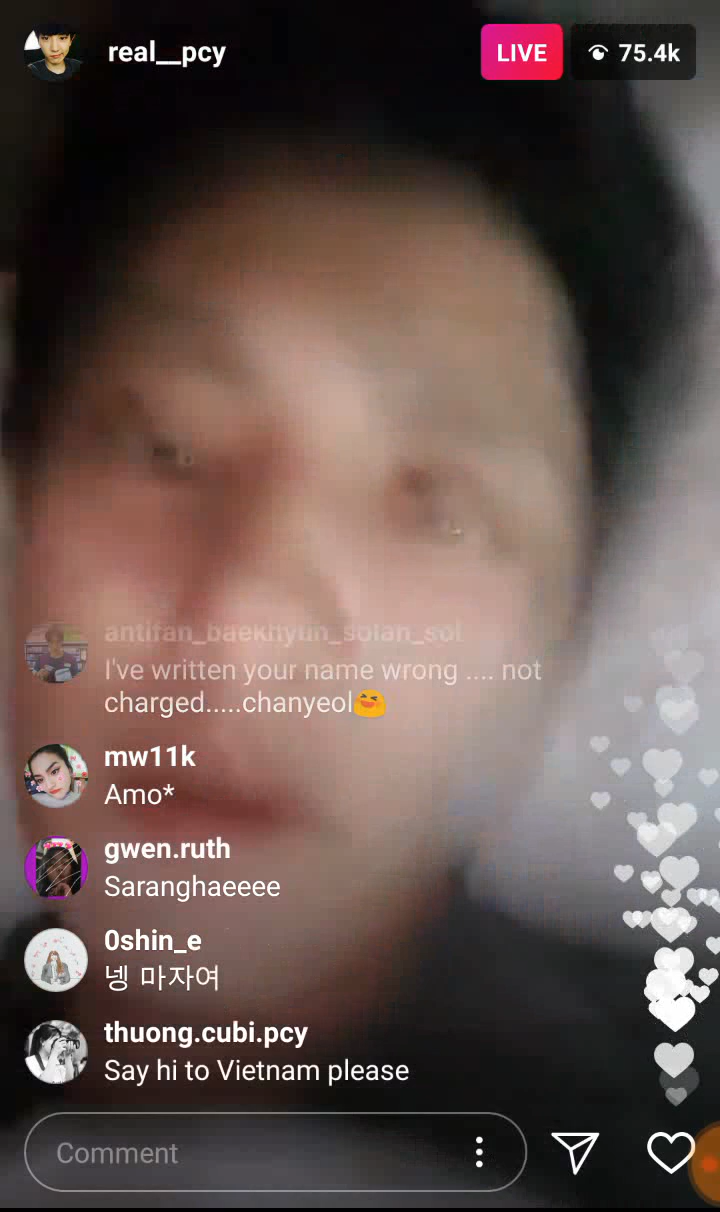 real__pcy
LIVE
75.4k
antifan_baekhyun_solan_sol
I've written your name wrong .... not
charged.....chanyeol😆
mw11k
Amo*
gwen.ruth
Saranghaeeee
0shin_e
넹 마자여
thuong.cubi.pcy
Say hi to Vietnam please
Comment